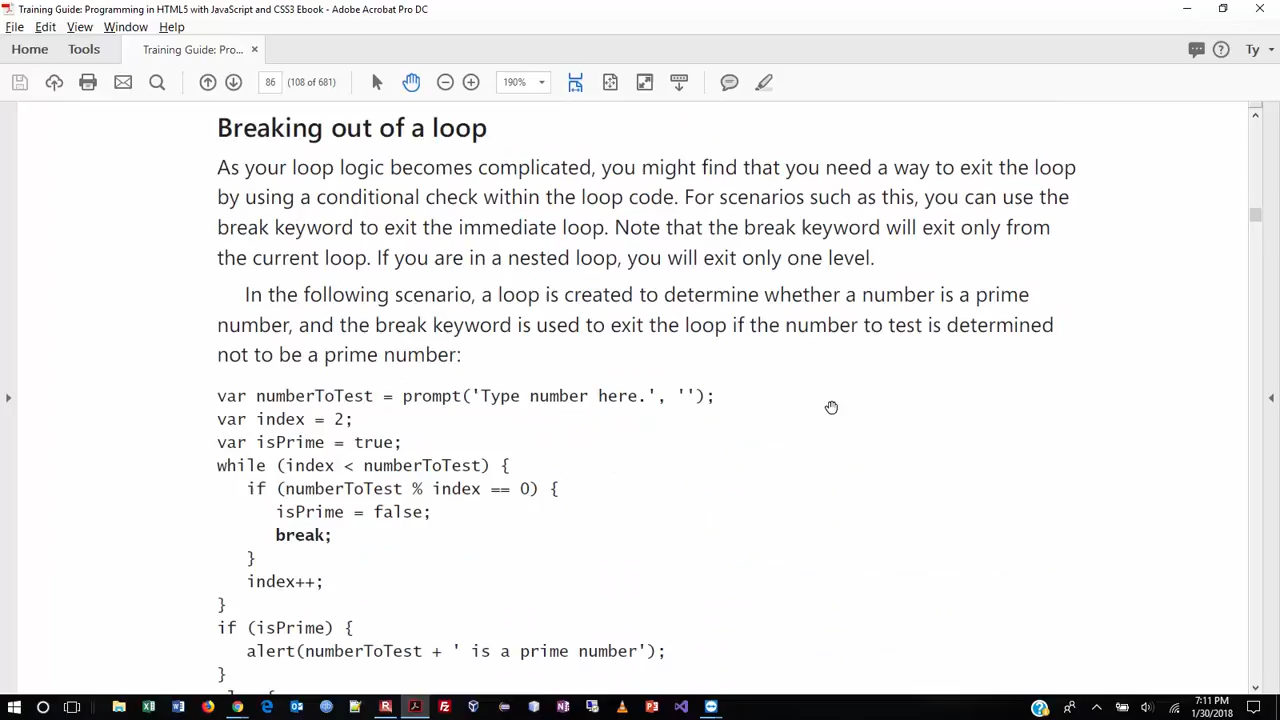 Training Guide: Programming in HTML5 with JavaScript and CSS3 Ebook - Adobe Acrobat Pro DC
File Edit View Window Help
Home Tools Training Guide: Pro... × Ty
86 (108 of 681) 190%
Breaking out of a loop
As your loop logic becomes complicated, you might find that you need a way to exit the loop
by using a conditional check within the loop code. For scenarios such as this, you can use the
break keyword to exit the immediate loop. Note that the break keyword will exit only from
the current loop. If you are in a nested loop, you will exit only one level.
In the following scenario, a loop is created to determine whether a number is a prime
number, and the break keyword is used to exit the loop if the number to test is determined
not to be a prime number:
var numberToTest = prompt('Type number here.', '');
var index = 2;
var isPrime = true;
while (index < numberToTest) {
if (numberToTest % index == 0) {
isPrime = false;
break;
}
index++;
}
if (isPrime) {
alert(numberToTest + ' is a prime number');
}
7:11 PM
1/30/2018